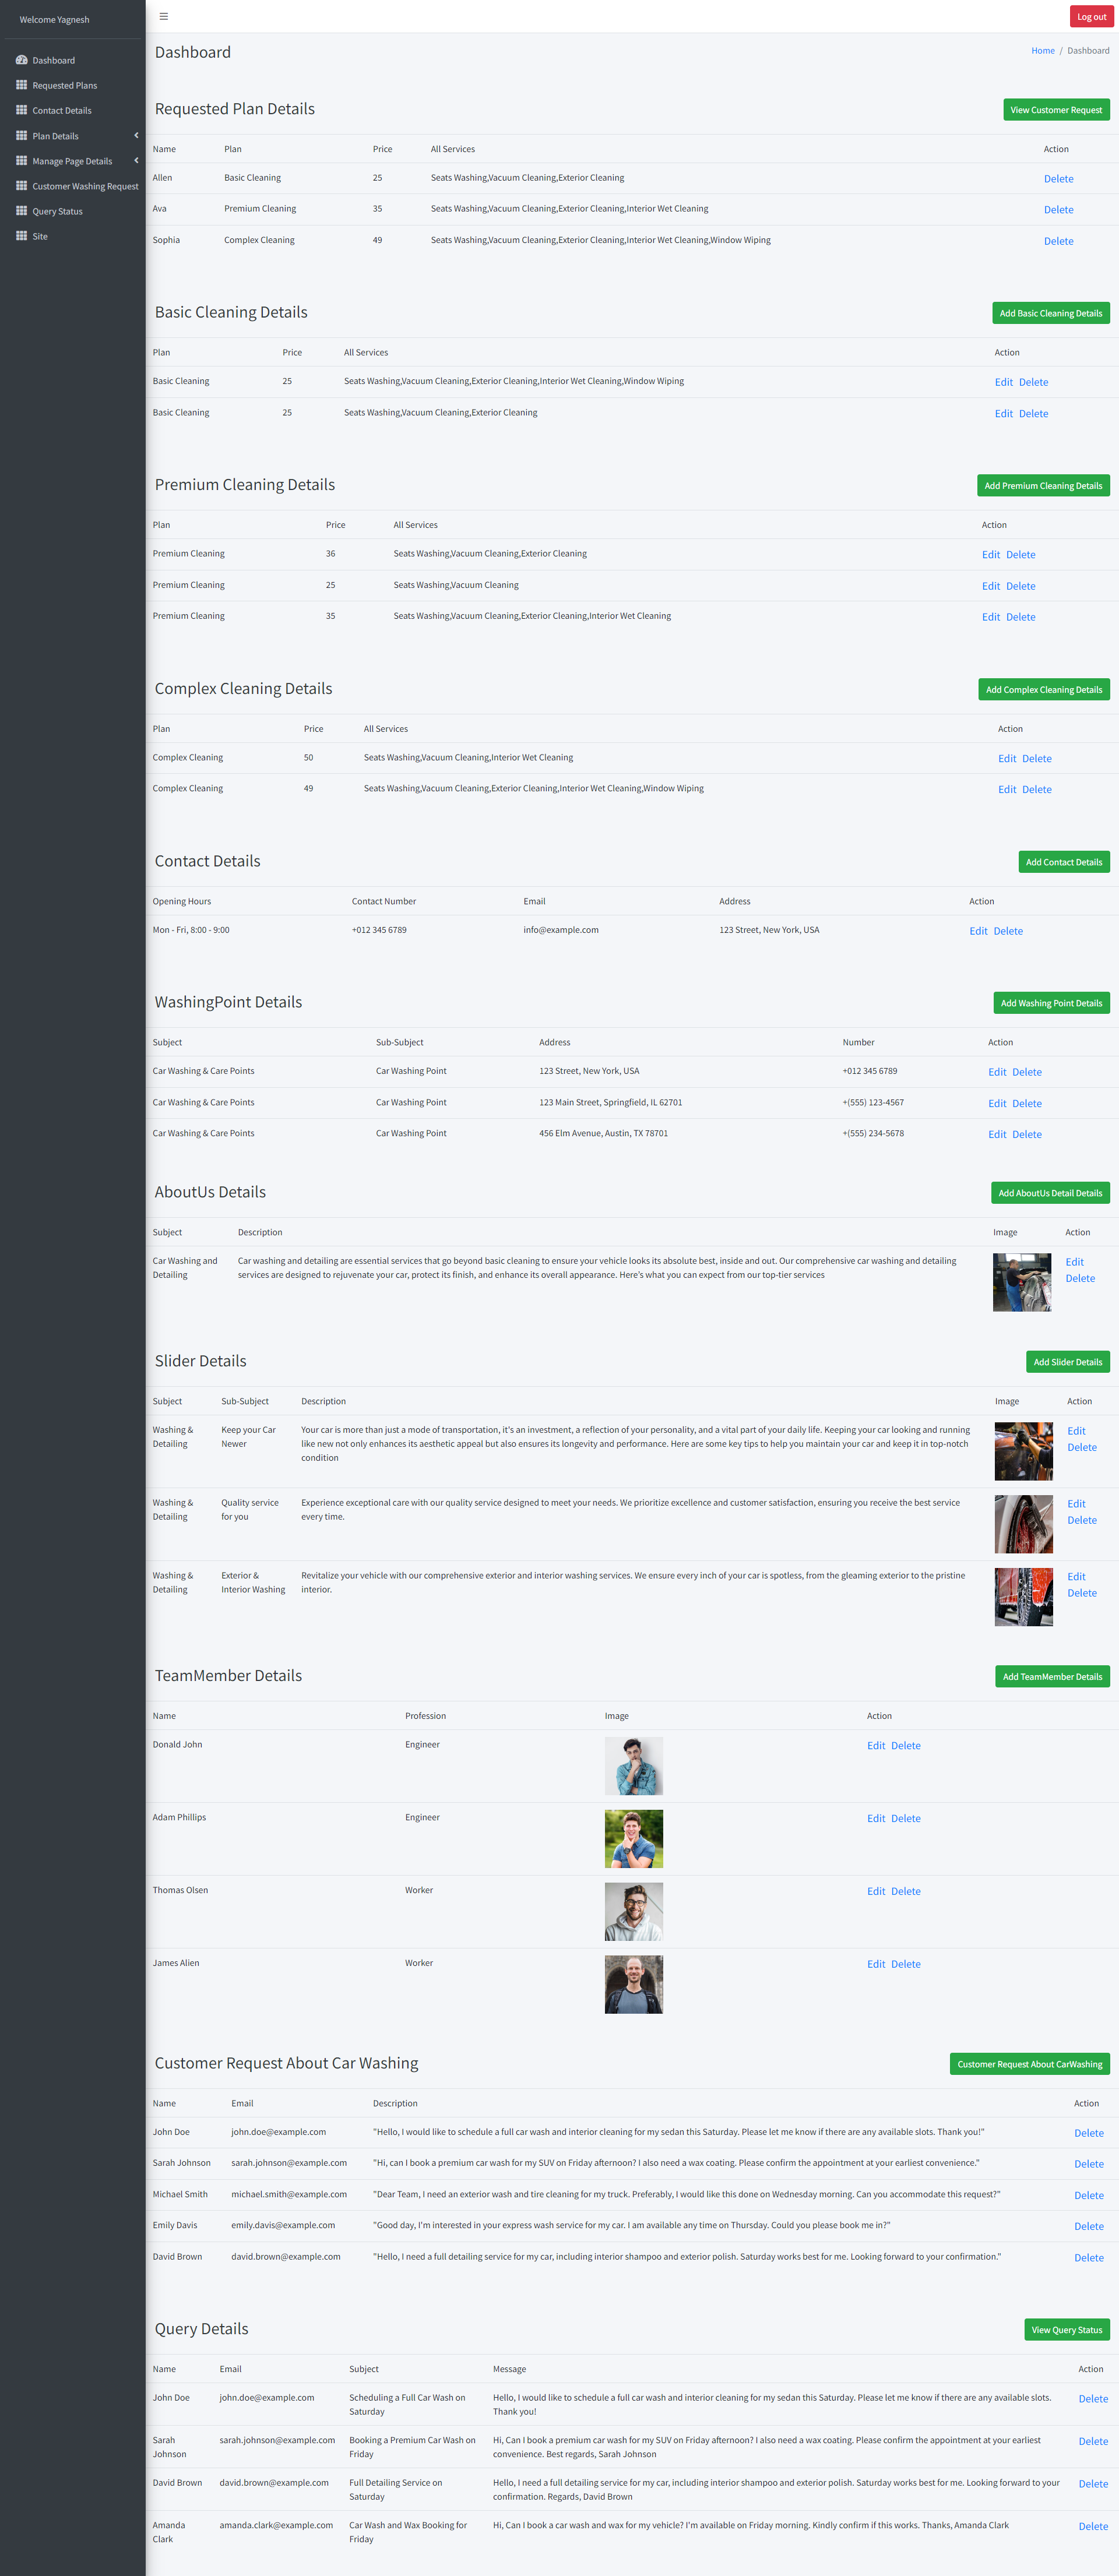 Welcome Yagnesh
Dashboard
Requested Plans
Contact Details
Plan Details
Manage Page Details
Customer Washing Request
Query Status
Site
Log out
Dashboard
Home / Dashboard
Requested Plan Details
View Customer Request
Name Plan Price All Services Action
Allen Basic Cleaning 25 Seats Washing,Vacuum Cleaning,Exterior Cleaning Delete
Ava Premium Cleaning 35 Seats Washing,Vacuum Cleaning,Exterior Cleaning,Interior Wet Cleaning Delete
Sophia Complex Cleaning 49 Seats Washing,Vacuum Cleaning,Exterior Cleaning,Interior Wet Cleaning,Window Wiping Delete
Basic Cleaning Details
Add Basic Cleaning Details
Plan Price All Services Action
Basic Cleaning 25 Seats Washing,Vacuum Cleaning,Exterior Cleaning,Interior Wet Cleaning,Window Wiping Edit Delete
Basic Cleaning 25 Seats Washing,Vacuum Cleaning,Exterior Cleaning Edit Delete
Premium Cleaning Details
Add Premium Cleaning Details
Plan Price All Services Action
Premium Cleaning 36 Seats Washing,Vacuum Cleaning,Exterior Cleaning Edit Delete
Premium Cleaning 25 Seats Washing,Vacuum Cleaning Edit Delete
Premium Cleaning 35 Seats Washing,Vacuum Cleaning,Exterior Cleaning,Interior Wet Cleaning Edit Delete
Complex Cleaning Details
Add Complex Cleaning Details
Plan Price All Services Action
Complex Cleaning 50 Seats Washing,Vacuum Cleaning,Interior Wet Cleaning Edit Delete
Complex Cleaning 49 Seats Washing,Vacuum Cleaning,Exterior Cleaning,Interior Wet Cleaning,Window Wiping Edit Delete
Contact Details
Add Contact Details
Opening Hours Contact Number Email Address Action
Mon - Fri, 8:00 - 9:00 +012 345 6789 info@example.com 123 Street, New York, USA Edit Delete
WashingPoint Details
Add Washing Point Details
Subject Sub-Subject Address Number Action
Car Washing & Care Points Car Washing Point 123 Street, New York, USA +012 345 6789 Edit Delete
Car Washing & Care Points Car Washing Point 123 Main Street, Springfield, IL 62701 +(555) 123-4567 Edit Delete
Car Washing & Care Points Car Washing Point 456 Elm Avenue, Austin, TX 78701 +(555) 234-5678 Edit Delete
AboutUs Details
Add AboutUs Detail Details
Subject Description Image Action
Car Washing and Car washing and detailing are essential services that go beyond basic cleaning to ensure your vehicle looks its absolute best, inside and out. Our comprehensive car washing and detailing Edit
Detailing services are designed to rejuvenate your car, protect its finish, and enhance its overall appearance. Here's what you can expect from our top-tier services Delete
Slider Details
Add Slider Details
Subject Sub-Subject Description Image Action
Washing & Keep your Car Your car is more than just a mode of transportation, it's an investment, a reflection of your personality, and a vital part of your daily life. Keeping your car looking and running Edit
Detailing Newer like new not only enhances its aesthetic appeal but also ensures its longevity and performance. Here are some key tips to help you maintain your car and keep it in top-notch Delete
condition
Washing & Quality service Experience exceptional care with our quality service designed to meet your needs. We prioritize excellence and customer satisfaction, ensuring you receive the best service Edit
Detailing for you every time. Delete
Washing & Exterior & Revitalize your vehicle with our comprehensive exterior and interior washing services. We ensure every inch of your car is spotless, from the gleaming exterior to the pristine Edit
Detailing Interior Washing interior. Delete
TeamMember Details
Add TeamMember Details
Name Profession Image Action
Donald John Engineer Edit Delete
Adam Phillips Engineer Edit Delete
Thomas Olsen Worker Edit Delete
James Alien Worker Edit Delete
Customer Request About Car Washing
Customer Request About CarWashing
Name Email Description Action
John Doe john.doe@example.com "Hello, I would like to schedule a full car wash and interior cleaning for my sedan this Saturday. Please let me know if there are any available slots. Thank you!" Delete
Sarah Johnson sarah.johnson@example.com "Hi, can I book a premium car wash for my SUV on Friday afternoon? I also need a wax coating. Please confirm the appointment at your earliest convenience." Delete
Michael Smith michael.smith@example.com "Dear Team, I need an exterior wash and tire cleaning for my truck. Preferably, I would like this done on Wednesday morning. Can you accommodate this request?" Delete
Emily Davis emily.davis@example.com "Good day, I'm interested in your express wash service for my car. I am available any time on Thursday. Could you please book me in?" Delete
David Brown david.brown@example.com "Hello, I need a full detailing service for my car, including interior shampoo and exterior polish. Saturday works best for me. Looking forward to your confirmation." Delete
Query Details
View Query Status
Name Email Subject Message Action
John Doe john.doe@example.com Scheduling a Full Car Wash on Hello, I would like to schedule a full car wash and interior cleaning for my sedan this Saturday. Please let me know if there are any available slots. Delete
Saturday Thank you!
Sarah sarah.johnson@example.com Booking a Premium Car Wash on Hi, Can I book a premium car wash for my SUV on Friday afternoon? I also need a wax coating. Please confirm the appointment at your earliest Delete
Johnson Friday convenience. Best regards, Sarah Johnson
David Brown david.brown@example.com Full Detailing Service on Hello, I need a full detailing service for my car, including interior shampoo and exterior polish. Saturday works best for me. Looking forward to your Delete
Saturday confirmation. Regards, David Brown
Amanda amanda.clark@example.com Car Wash and Wax Booking for Hi, Can I book a car wash and wax for my vehicle? I'm available on Friday morning. Kindly confirm if this works. Thanks, Amanda Clark Delete
Clark Friday